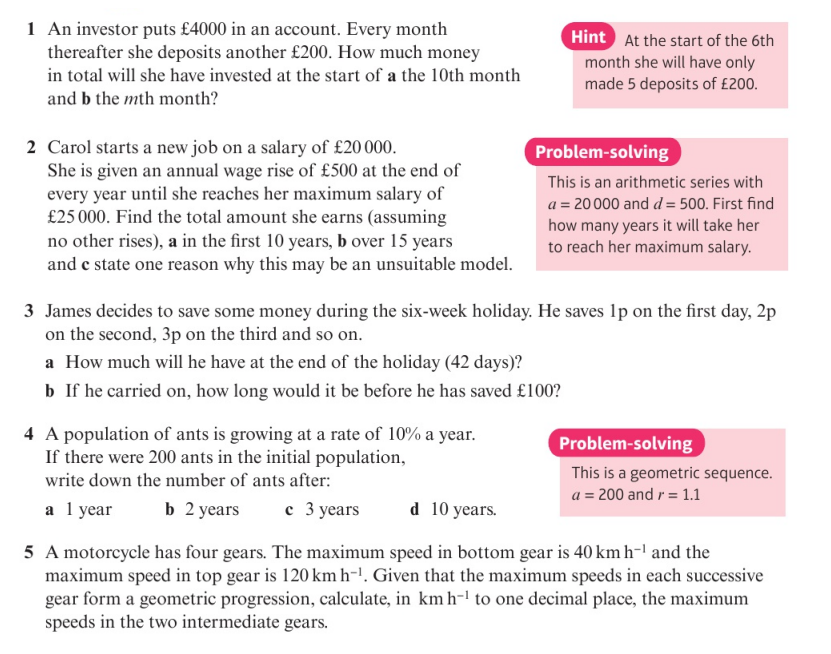 1 An investor puts £4000 in an account. Every month
thereafter she deposits another £200. How much money
in total will she have invested at the start of a the 10th month
and b the mth month?
Hint At the start of the 6th
month she will have only
made 5 deposits of £200.
2 Carol starts a new job on a salary of £20 000.
She is given an annual wage rise of £500 at the end of
every year until she reaches her maximum salary of
£25 000. Find the total amount she earns (assuming
no other rises), a in the first 10 years, b over 15 years
and c state one reason why this may be an unsuitable model.
Problem-solving
This is an arithmetic series with
a = 20 000 and d = 500. First find
how many years it will take her
to reach her maximum salary.
3 James decides to save some money during the six-week holiday. He saves 1p on the first day, 2p
on the second, 3p on the third and so on.
a How much will he have at the end of the holiday (42 days)?
b If he carried on, how long would it be before he has saved £100?
4 A population of ants is growing at a rate of 10% a year.
If there were 200 ants in the initial population,
write down the number of ants after:
a 1 year b 2 years c 3 years d 10 years.
Problem-solving
This is a geometric sequence.
a = 200 and r = 1.1
5 A motorcycle has four gears. The maximum speed in bottom gear is 40 km h⁻¹ and the
maximum speed in top gear is 120 km h⁻¹. Given that the maximum speeds in each successive
gear form a geometric progression, calculate, in km h⁻¹ to one decimal place, the maximum
speeds in the two intermediate gears.